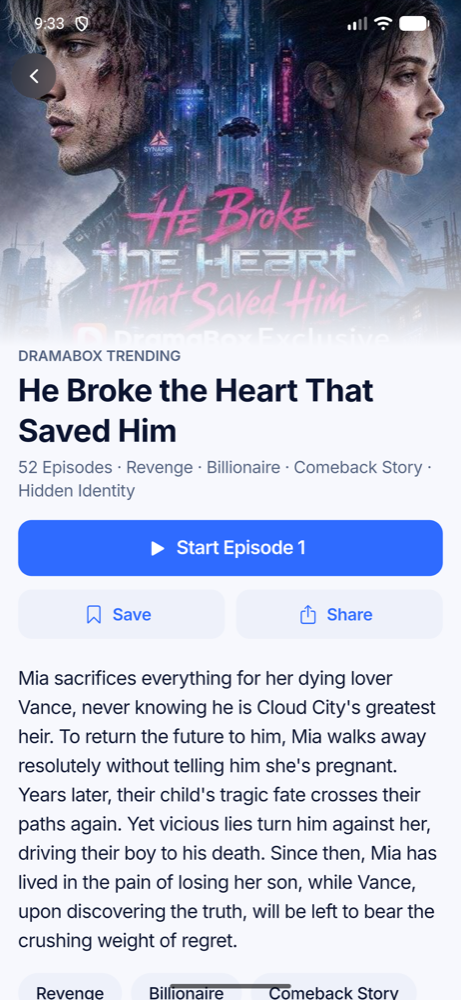 9:33
CLOUD NINE
SYNAPSE
He Broke
the Heart
That Saved Him
DramaBox Exclusive
DRAMABOX TRENDING
He Broke the Heart That
Saved Him
52 Episodes · Revenge · Billionaire · Comeback Story ·
Hidden Identity
Start Episode 1
Save
Share
Mia sacrifices everything for her dying lover
Vance, never knowing he is Cloud City's greatest
heir. To return the future to him, Mia walks away
resolutely without telling him she's pregnant.
Years later, their child's tragic fate crosses their
paths again. Yet vicious lies turn him against her,
driving their boy to his death. Since then, Mia has
lived in the pain of losing her son, while Vance,
upon discovering the truth, will be left to bear the
crushing weight of regret.
Revenge
Billionaire
Comeback Story